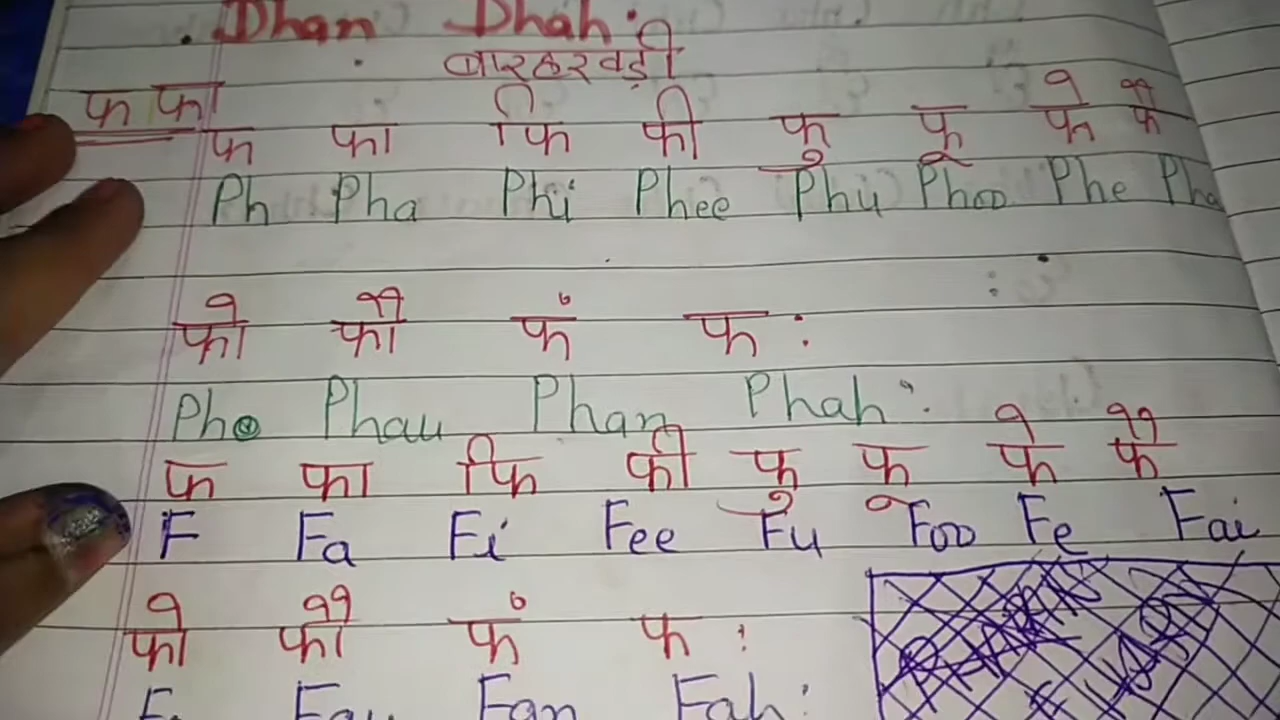 Dhan Dhah:
बारहखड़ी
फ फा
फ फा फि फी फु फू फे फै
Ph Pha Phi Phee Phu Phoo Phe Pha
फो फौ फं फ:
Pho Phau Phan Phah:
फ फा फि फी फु फू फे फै
F Fa Fi Fee Fu Foo Fe Fai
फो फौ फं फ:
Fau Fan Fah: